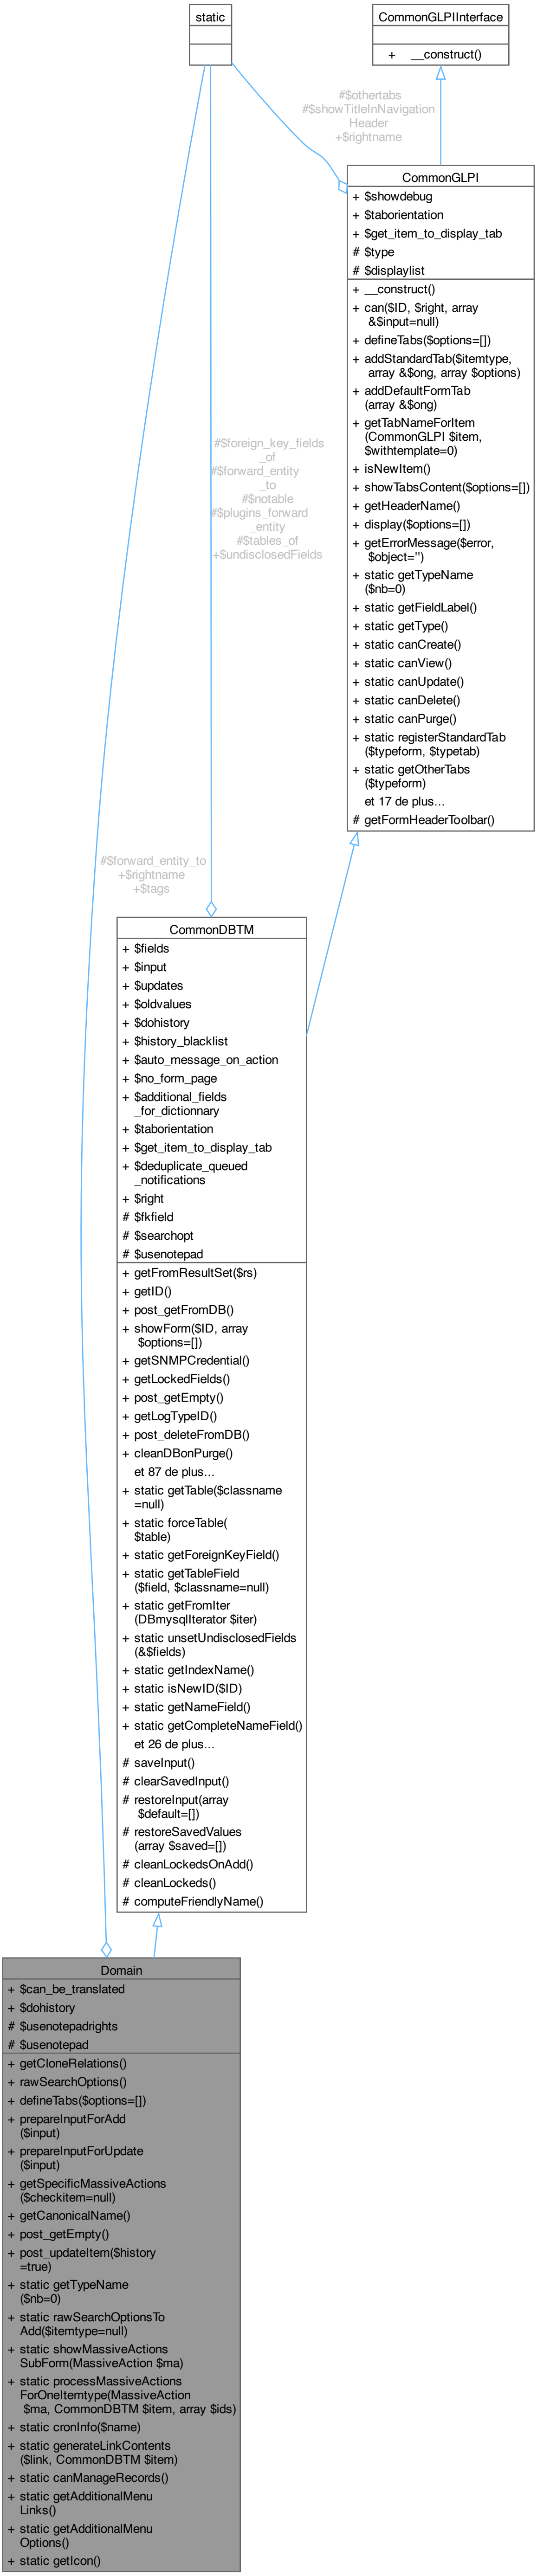 static
CommonGLPIInterface
+ __construct()
#$othertabs
#$showTitleInNavigation
Header
+$rightname
CommonGLPI
+ $showdebug
+ $taborientation
+ $get_item_to_display_tab
# $type
# $displaylist
+ __construct()
+ can($ID, $right, array
&$input=null)
+ defineTabs($options=[])
+ addStandardTab($itemtype,
array &$ong, array $options)
+ addDefaultFormTab
(array &$ong)
+ getTabNameForItem
(CommonGLPI $item,
$withtemplate=0)
+ isNewItem()
+ showTabsContent($options=[])
+ getHeaderName()
+ display($options=[])
+ getErrorMessage($error,
$object='')
+ static getTypeName
($nb=0)
+ static getFieldLabel()
+ static getType()
+ static canCreate()
+ static canView()
+ static canUpdate()
+ static canDelete()
+ static canPurge()
+ static registerStandardTab
($typeform, $typetab)
+ static getOtherTabs
($typeform)
et 17 de plus...
# getFormHeaderToolbar()
#$foreign_key_fields
_of
#$forward_entity
_to
#$notable
#$plugins_forward
_entity
#$tables_of
+$undisclosedFields
#$forward_entity_to
+$rightname
+$tags
CommonDBTM
+ $fields
+ $input
+ $updates
+ $oldvalues
+ $dohistory
+ $history_blacklist
+ $auto_message_on_action
+ $no_form_page
+ $additional_fields
_for_dictionnary
+ $taborientation
+ $get_item_to_display_tab
+ $deduplicate_queued
_notifications
+ $right
# $fkfield
# $searchopt
# $usenotepad
+ getFromResultSet($rs)
+ getID()
+ post_getFromDB()
+ showForm($ID, array
$options=[])
+ getSNMPCredential()
+ getLockedFields()
+ post_getEmpty()
+ getLogTypeID()
+ post_deleteFromDB()
+ cleanDBonPurge()
et 87 de plus...
+ static getTable($classname
=null)
+ static forceTable(
$table)
+ static getForeignKeyField()
+ static getTableField
($field, $classname=null)
+ static getFromIter
(DBmysqlIterator $iter)
+ static unsetUndisclosedFields
(&$fields)
+ static getIndexName()
+ static isNewID($ID)
+ static getNameField()
+ static getCompleteNameField()
et 26 de plus...
# saveInput()
# clearSavedInput()
# restoreInput(array
$default=[])
# restoreSavedValues
(array $saved=[])
# cleanLockedsOnAdd()
# cleanLockeds()
# computeFriendlyName()
Domain
+ $can_be_translated
+ $dohistory
# $usenotepadrights
# $usenotepad
+ getCloneRelations()
+ rawSearchOptions()
+ defineTabs($options=[])
+ prepareInputForAdd
($input)
+ prepareInputForUpdate
($input)
+ getSpecificMassiveActions
($checkitem=null)
+ getCanonicalName()
+ post_getEmpty()
+ post_updateItem($history
=true)
+ static getTypeName
($nb=0)
+ static rawSearchOptionsTo
Add($itemtype=null)
+ static showMassiveActions
SubForm(MassiveAction $ma)
+ static processMassiveActions
ForOneItemtype(MassiveAction
$ma, CommonDBTM $item, array $ids)
+ static cronInfo($name)
+ static generateLinkContents
($link, CommonDBTM $item)
+ static canManageRecords()
+ static getAdditionalMenu
Links()
+ static getAdditionalMenu
Options()
+ static getIcon()